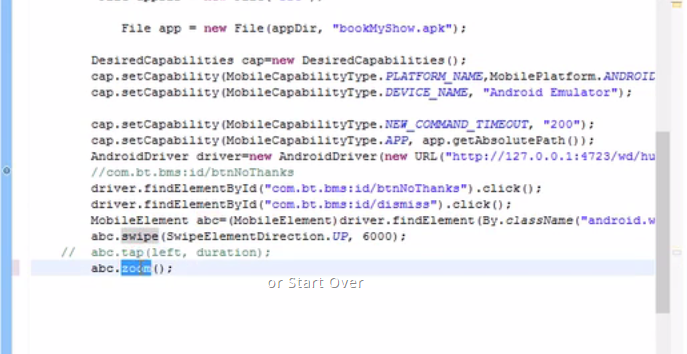 File app = new File(appDir, "bookMyShow.apk");
DesiredCapabilities cap=new DesiredCapabilities();
cap.setCapability(MobileCapabilityType.PLATFORM_NAME,MobilePlatform.ANDROID
cap.setCapability(MobileCapabilityType.DEVICE_NAME, "Android Emulator");
cap.setCapability(MobileCapabilityType.NEW_COMMAND_TIMEOUT, "200");
cap.setCapability(MobileCapabilityType.APP, app.getAbsolutePath());
AndroidDriver driver=new AndroidDriver(new URL("http://127.0.0.1:4723/wd/hu
//com.bt.bms:id/btnNoThanks
driver.findElementById("com.bt.bms:id/btnNoThanks").click();
driver.findElementById("com.bt.bms:id/dismiss").click();
MobileElement abc=(MobileElement)driver.findElement(By.className("android.w
abc.swipe(SwipeElementDirection.UP, 6000);
// abc.tap(left, duration);
abc.zoom();
or Start Over